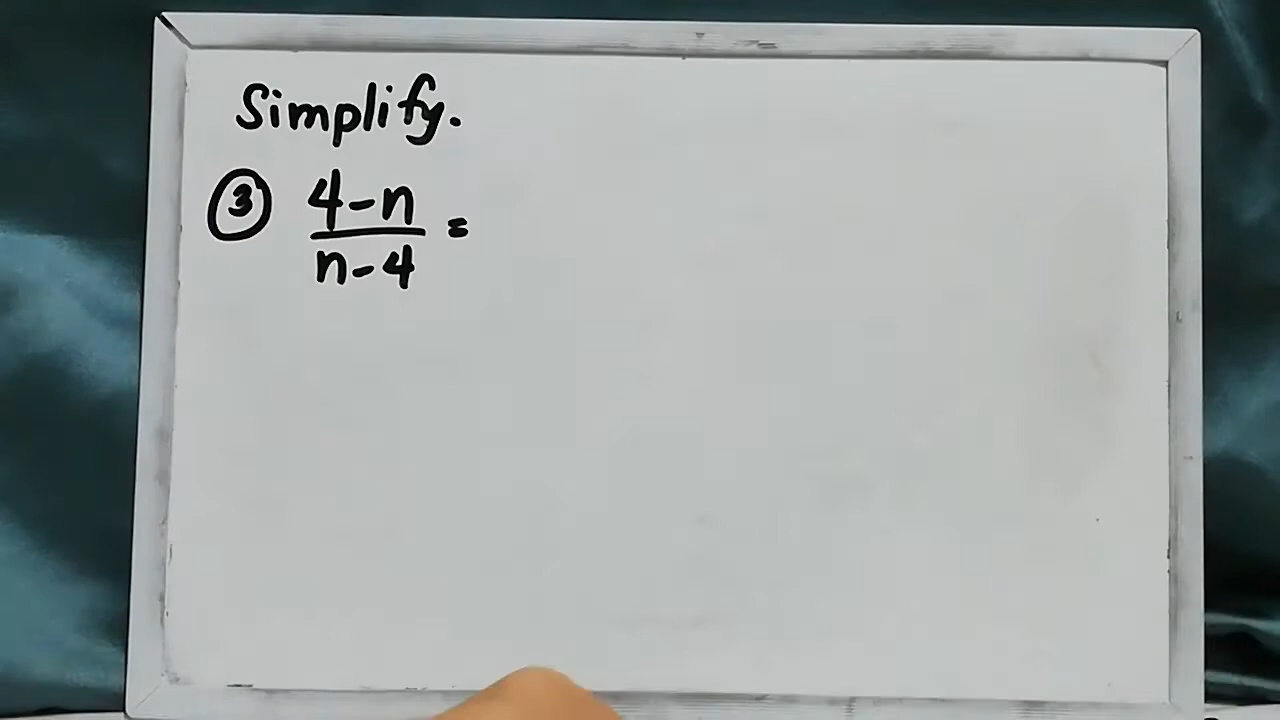 Simplify.
③ 4-n
n-4 =